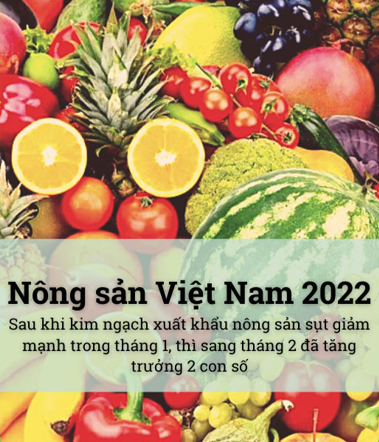 Nông sản Việt Nam 2022
Sau khi kim ngạch xuất khẩu nông sản sụt giảm
mạnh trong tháng 1, thì sang tháng 2 đã tăng
trưởng 2 con số